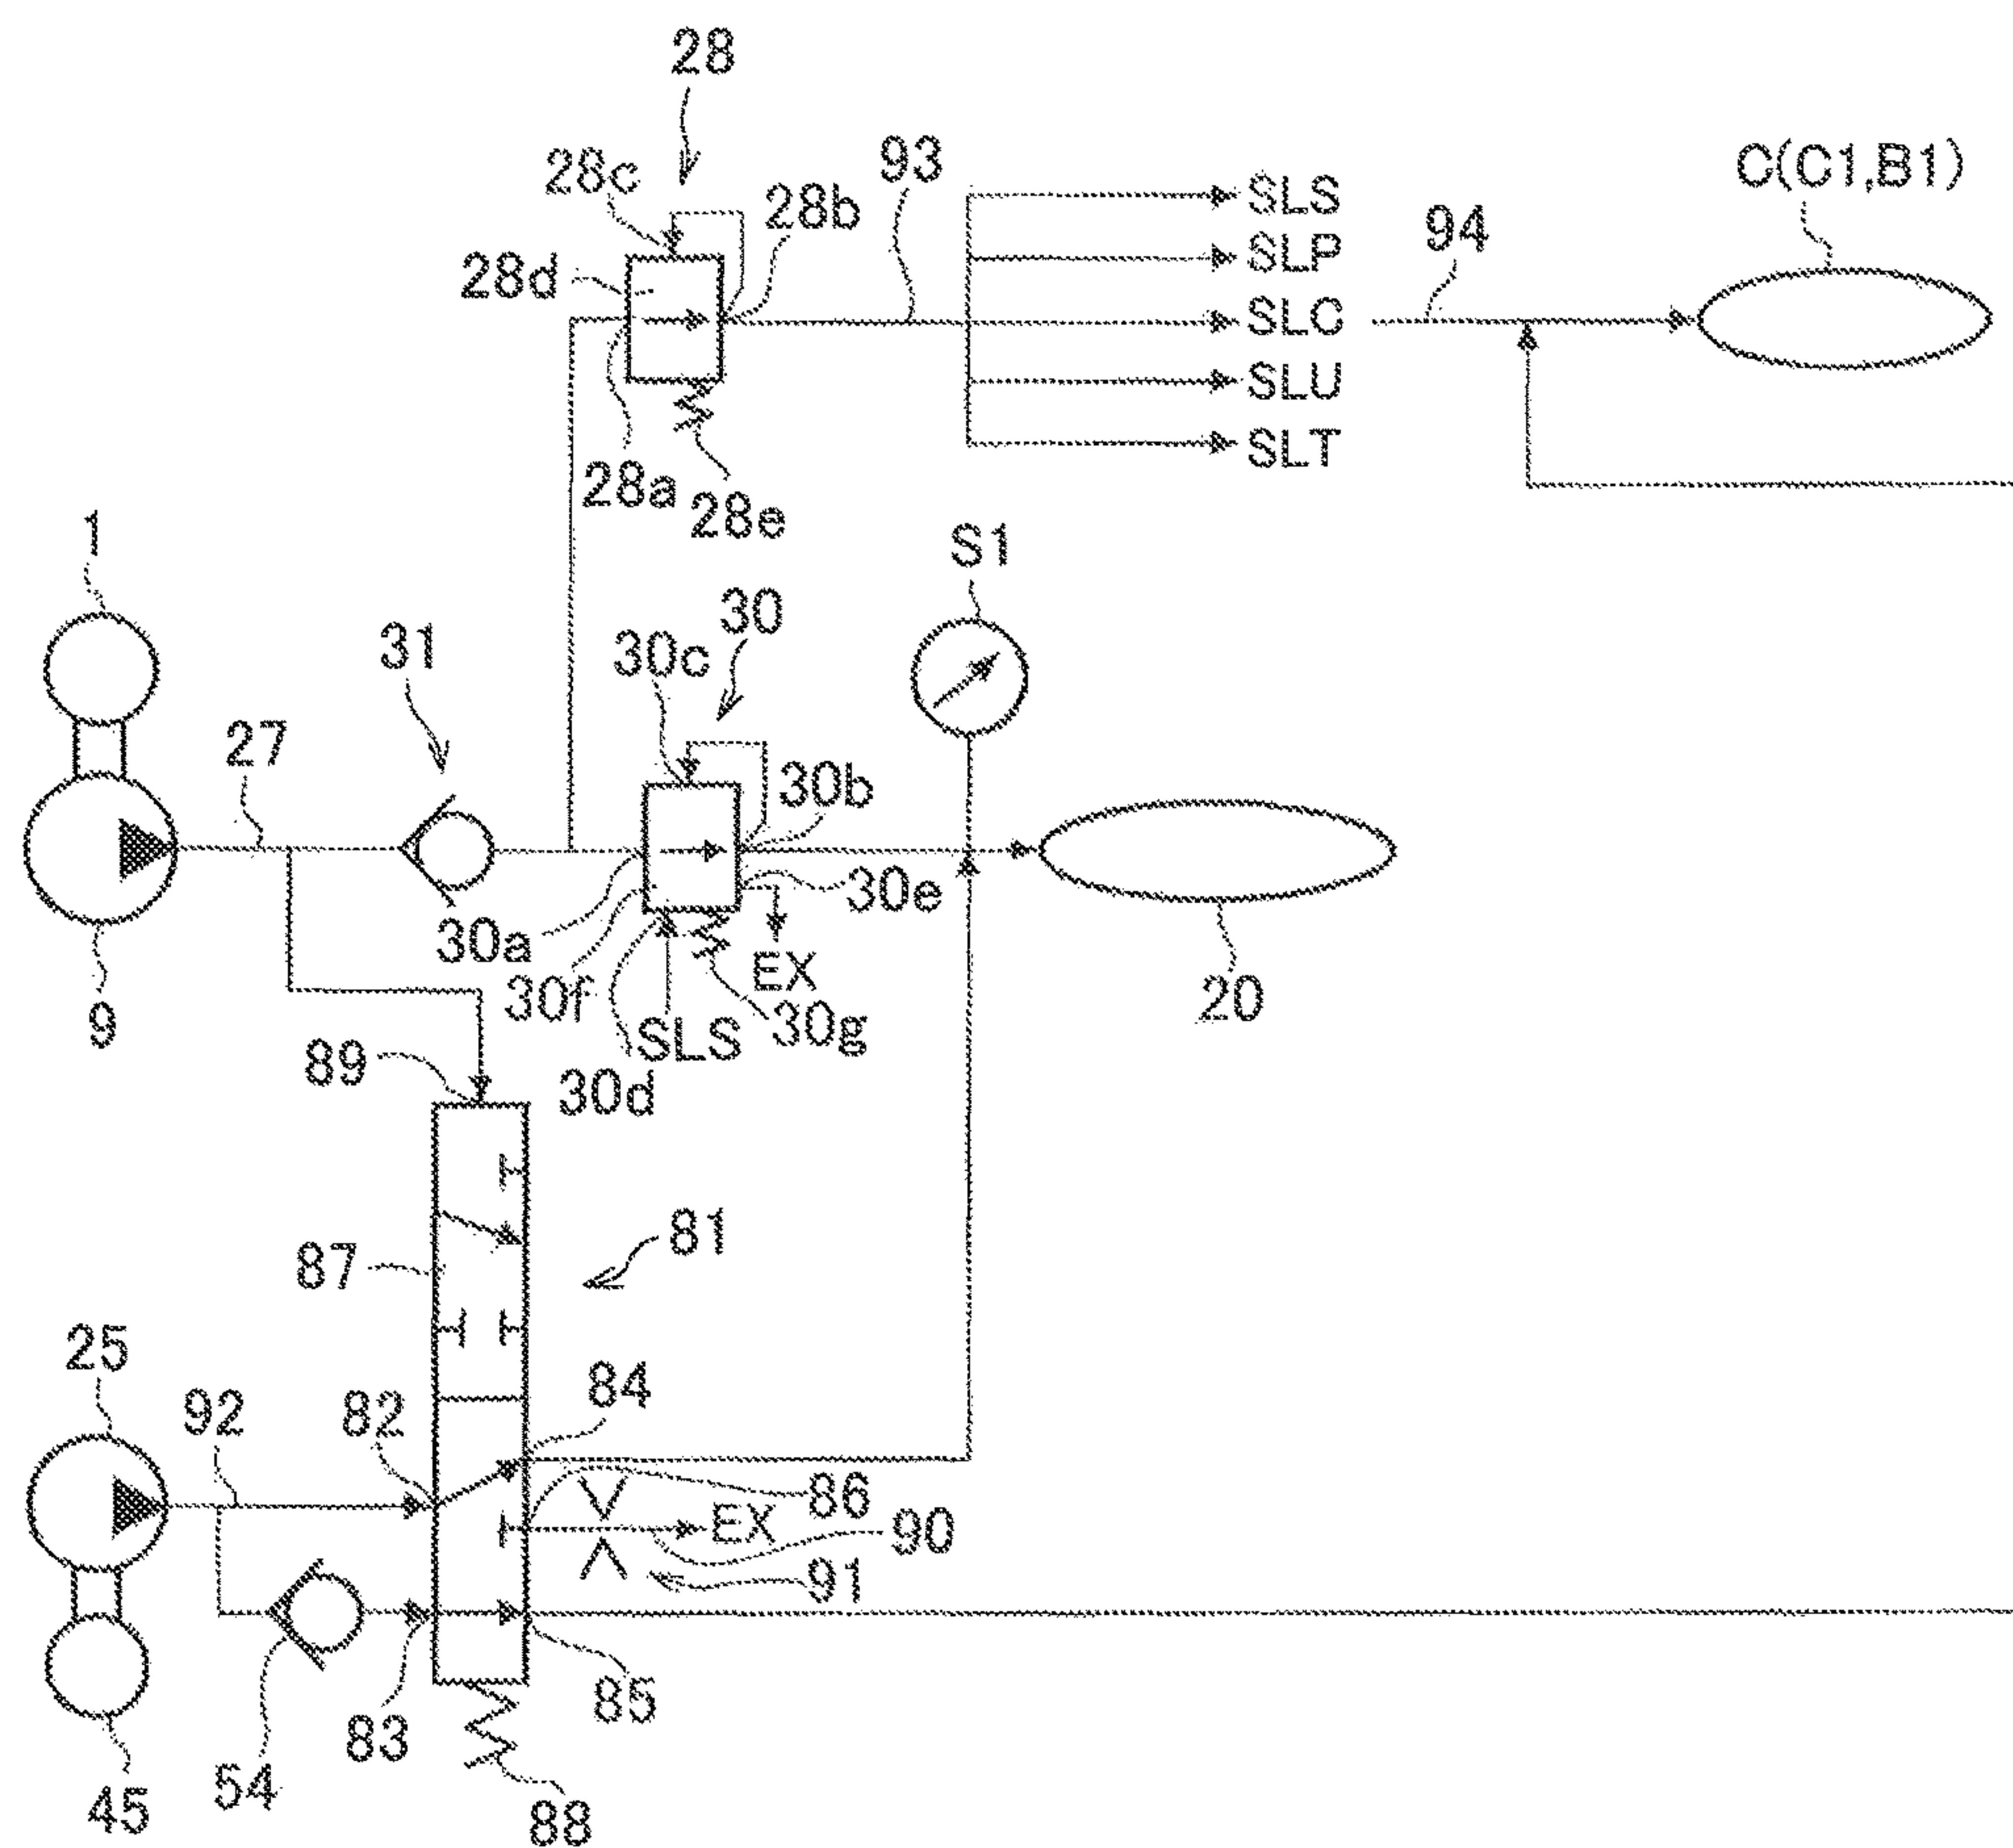 28
28c
93
C(C1,B1)
28b
SLS
94
28d
SLP
SLC
SLU
28a
SLT
28e
1
S1
30
31
30c
27
30b
30e
30a
EX
30f
20
9
SLS
30g
89
30d
81
87
25
84
92
82
86
EX
90
91
83
85
54
45
88